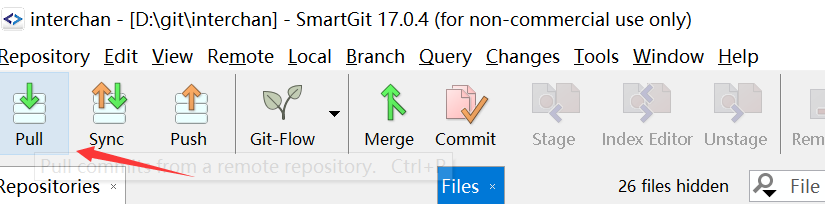 interchan - [D:\git\interchan] - SmartGit 17.0.4 (for non-commercial use only)
Repository Edit View Remote Local Branch Query Changes Tools Window Help
Pull Sync Push Git-Flow Merge Commit Stage Index Editor Unstage Rem
Pull commits from a remote repository. Ctrl+P
Repositories × Files × 26 files hidden File